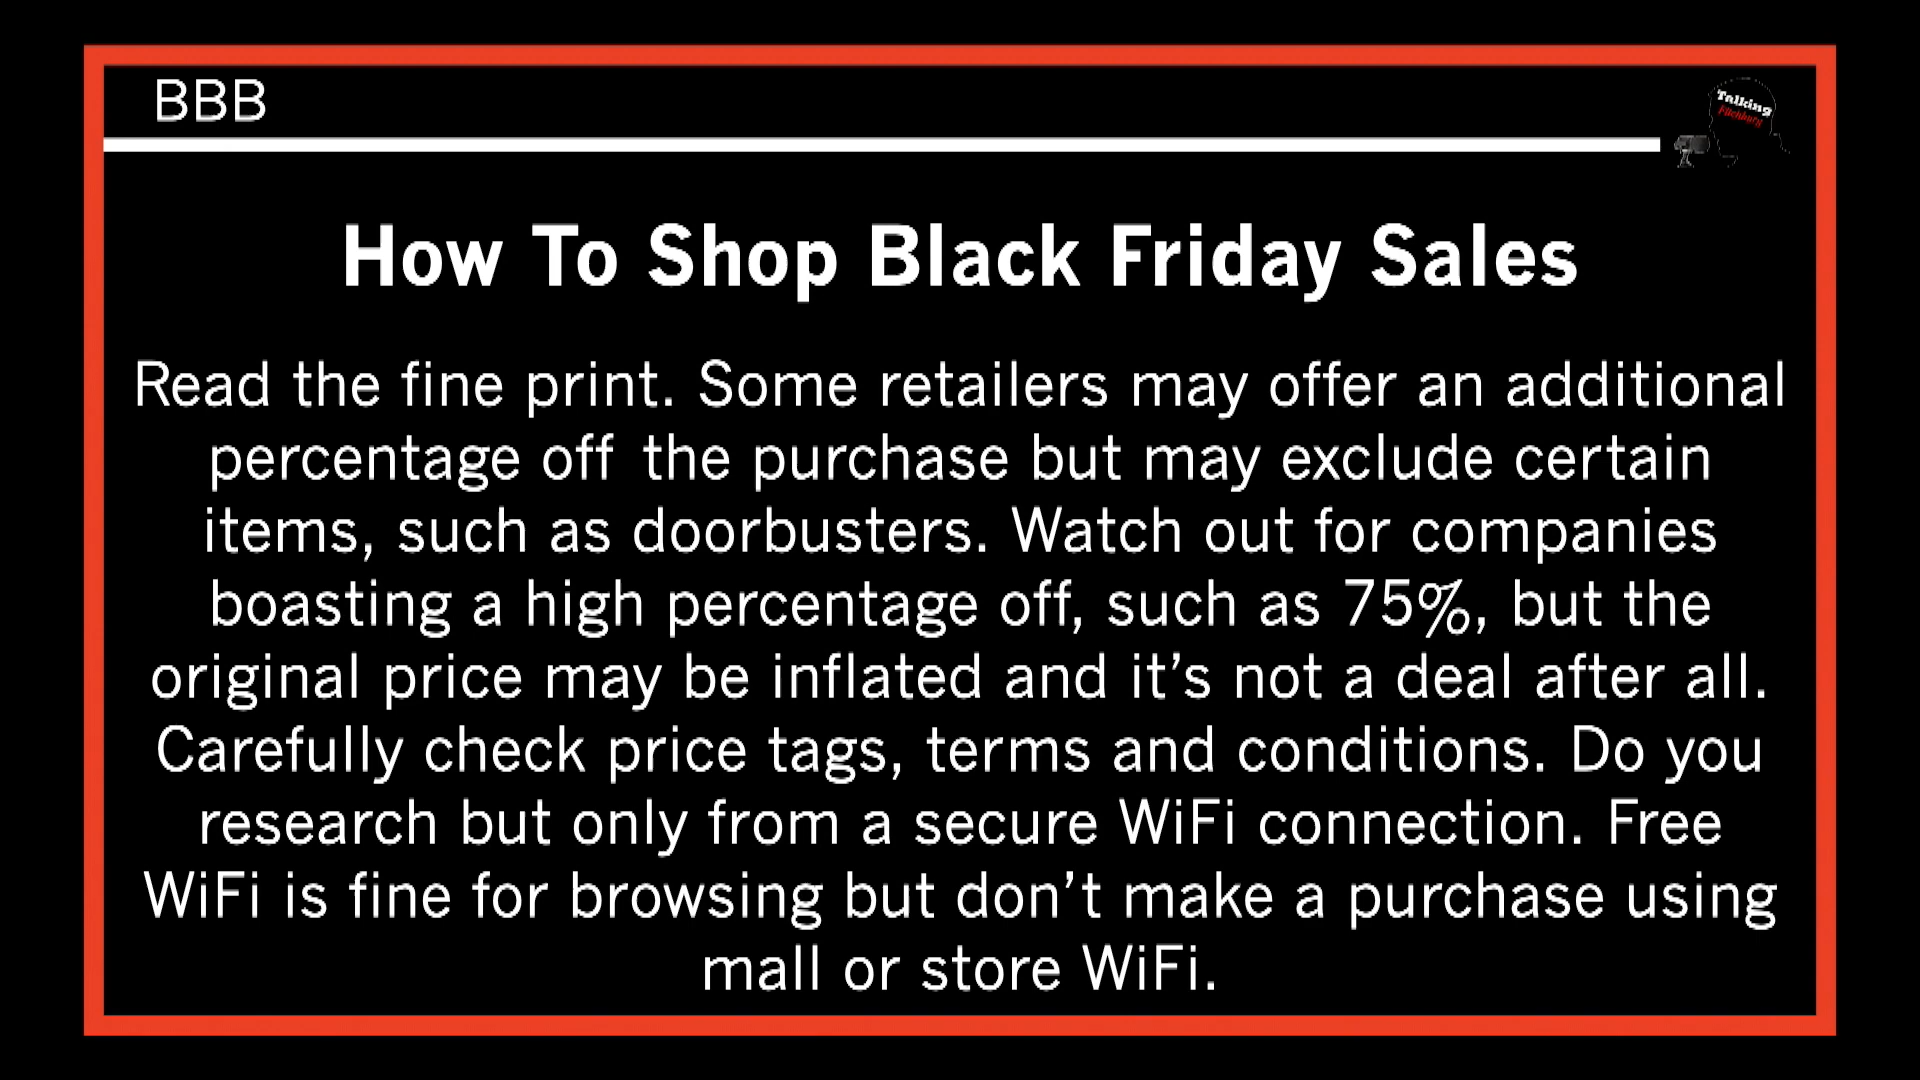 BBB
Talking
Fitchburg
How To Shop Black Friday Sales
Read the fine print. Some retailers may offer an additional
percentage off the purchase but may exclude certain
items, such as doorbusters. Watch out for companies
boasting a high percentage off, such as 75%, but the
original price may be inflated and it’s not a deal after all.
Carefully check price tags, terms and conditions. Do you
research but only from a secure WiFi connection. Free
WiFi is fine for browsing but don’t make a purchase using
mall or store WiFi.